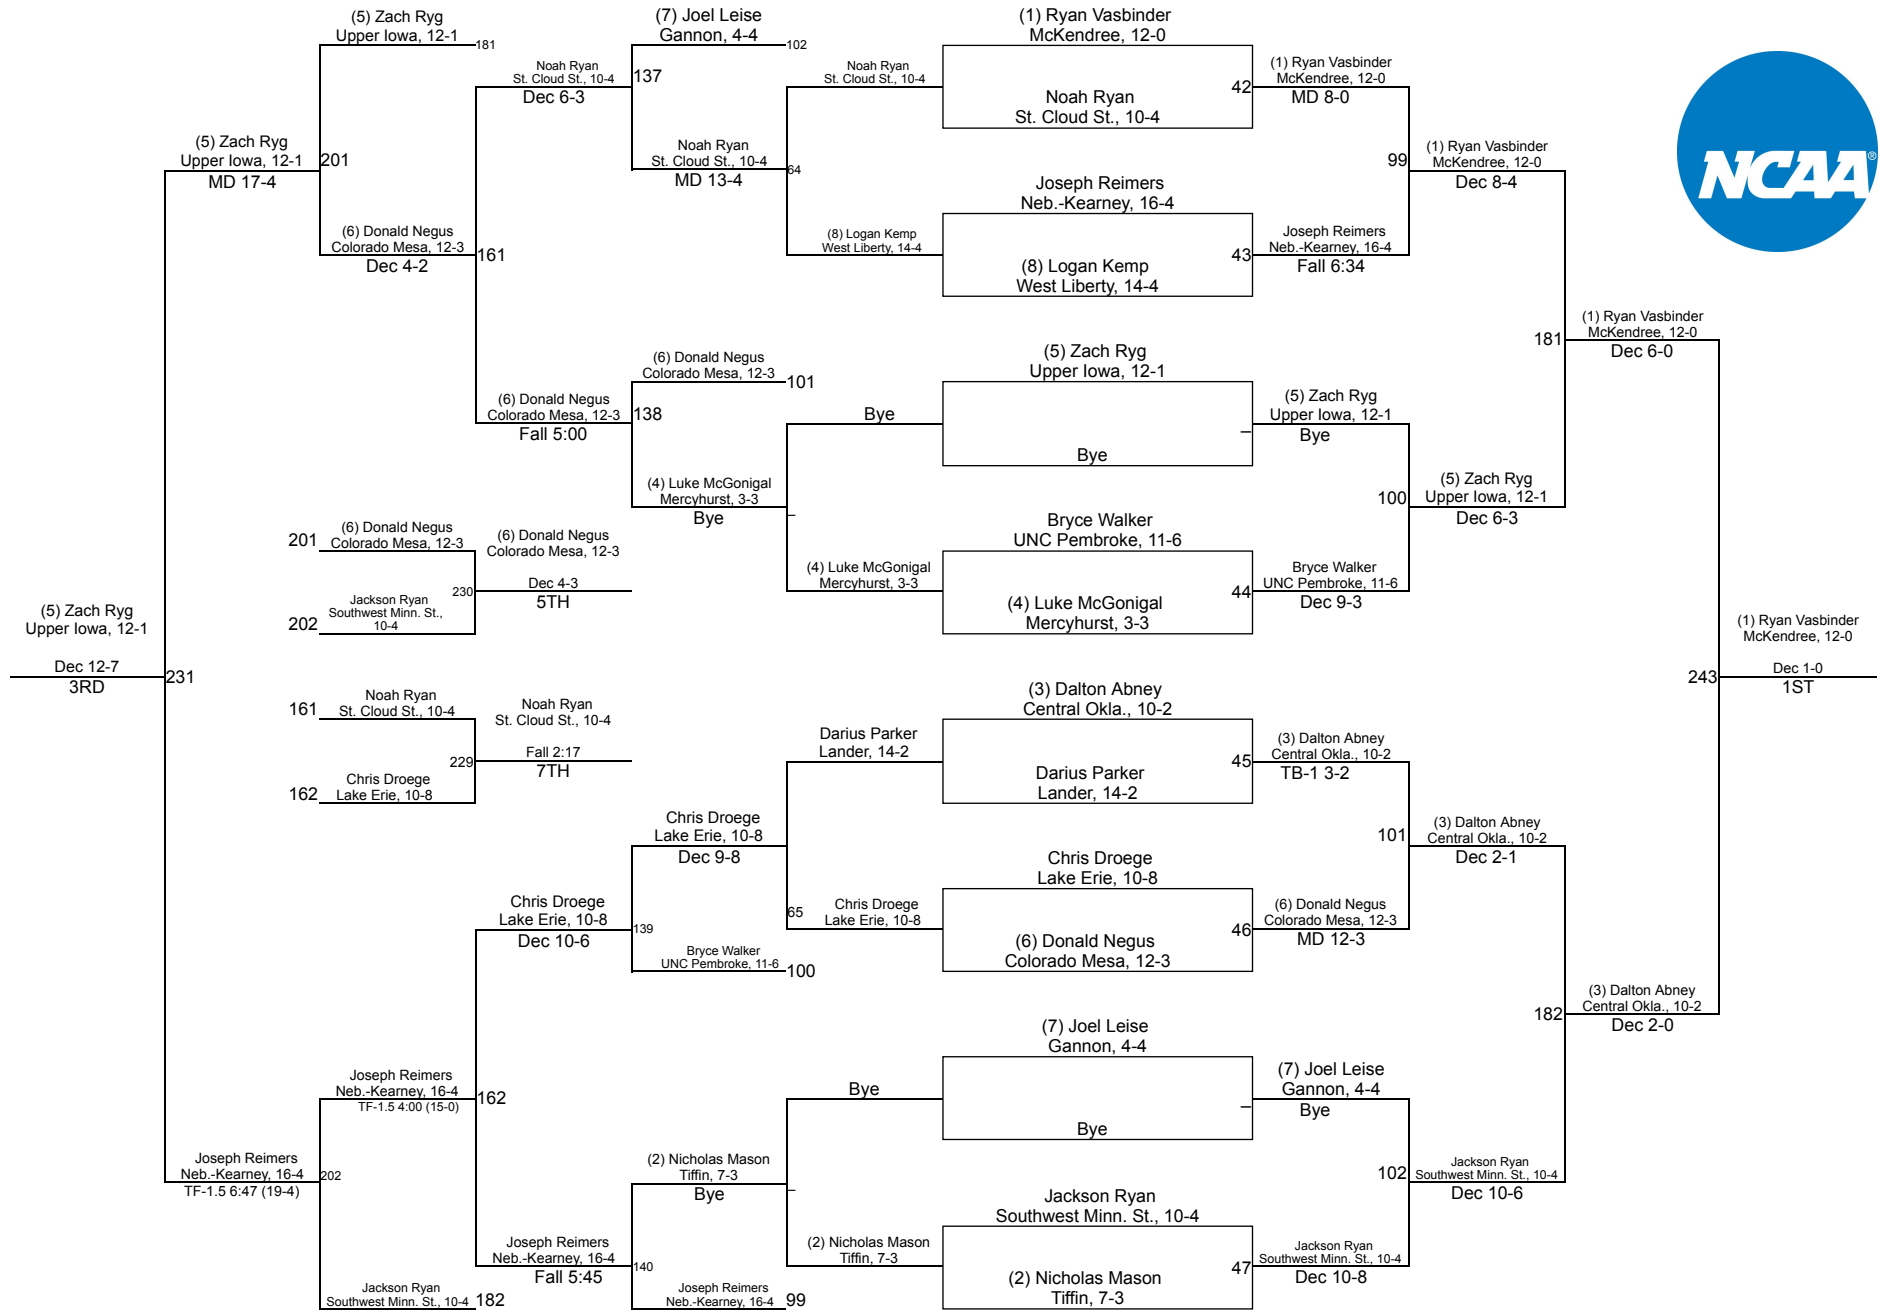 (5) Zach Ryg
Upper Iowa, 12-1
181
(7) Joel Leise
Gannon, 4-4
102
(1) Ryan Vasbinder
McKendree, 12-0
Noah Ryan
St. Cloud St., 10-4
Dec 6-3
137
Noah Ryan
St. Cloud St., 10-4
Noah Ryan
St. Cloud St., 10-4
42
(1) Ryan Vasbinder
McKendree, 12-0
MD 8-0
NCAA®
(5) Zach Ryg
Upper Iowa, 12-1
MD 17-4
201
Noah Ryan
St. Cloud St., 10-4
MD 13-4
64
99
(1) Ryan Vasbinder
McKendree, 12-0
Dec 8-4
Joseph Reimers
Neb.-Kearney, 16-4
(6) Donald Negus
Colorado Mesa, 12-3
Dec 4-2
161
(8) Logan Kemp
West Liberty, 14-4
(8) Logan Kemp
West Liberty, 14-4
43
Joseph Reimers
Neb.-Kearney, 16-4
Fall 6:34
181
(1) Ryan Vasbinder
McKendree, 12-0
Dec 6-0
(6) Donald Negus
Colorado Mesa, 12-3
101
(5) Zach Ryg
Upper Iowa, 12-1
(6) Donald Negus
Colorado Mesa, 12-3
Fall 5:00
138
Bye
Bye
–
(5) Zach Ryg
Upper Iowa, 12-1
Bye
(4) Luke McGonigal
Mercyhurst, 3-3
Bye
–
100
(5) Zach Ryg
Upper Iowa, 12-1
Dec 6-3
201
(6) Donald Negus
Colorado Mesa, 12-3
(6) Donald Negus
Colorado Mesa, 12-3
Bryce Walker
UNC Pembroke, 11-6
230
Dec 4-3
5TH
(4) Luke McGonigal
Mercyhurst, 3-3
(4) Luke McGonigal
Mercyhurst, 3-3
44
Bryce Walker
UNC Pembroke, 11-6
Dec 9-3
202
Jackson Ryan
Southwest Minn. St.,
10-4
(5) Zach Ryg
Upper Iowa, 12-1
Dec 12-7
3RD
231
243
(1) Ryan Vasbinder
McKendree, 12-0
Dec 1-0
1ST
161
Noah Ryan
St. Cloud St., 10-4
Noah Ryan
St. Cloud St., 10-4
(3) Dalton Abney
Central Okla., 10-2
229
Fall 2:17
7TH
Darius Parker
Lander, 14-2
Darius Parker
Lander, 14-2
45
(3) Dalton Abney
Central Okla., 10-2
TB-1 3-2
162
Chris Droege
Lake Erie, 10-8
Chris Droege
Lake Erie, 10-8
Dec 9-8
101
(3) Dalton Abney
Central Okla., 10-2
Dec 2-1
Chris Droege
Lake Erie, 10-8
Chris Droege
Lake Erie, 10-8
Dec 10-6
139
65
Chris Droege
Lake Erie, 10-8
(6) Donald Negus
Colorado Mesa, 12-3
46
(6) Donald Negus
Colorado Mesa, 12-3
MD 12-3
Bryce Walker
UNC Pembroke, 11-6
100
182
(3) Dalton Abney
Central Okla., 10-2
Dec 2-0
(7) Joel Leise
Gannon, 4-4
Joseph Reimers
Neb.-Kearney, 16-4
TF-1.5 4:00 (15-0)
162
Bye
Bye
–
(7) Joel Leise
Gannon, 4-4
Bye
Joseph Reimers
Neb.-Kearney, 16-4
TF-1.5 6:47 (19-4)
202
(2) Nicholas Mason
Tiffin, 7-3
Bye
–
102
Jackson Ryan
Southwest Minn. St., 10-4
Dec 10-6
Jackson Ryan
Southwest Minn. St., 10-4
Joseph Reimers
Neb.-Kearney, 16-4
Fall 5:45
140
(2) Nicholas Mason
Tiffin, 7-3
(2) Nicholas Mason
Tiffin, 7-3
47
Jackson Ryan
Southwest Minn. St., 10-4
Dec 10-8
Jackson Ryan
Southwest Minn. St., 10-4
182
Joseph Reimers
Neb.-Kearney, 16-4
99